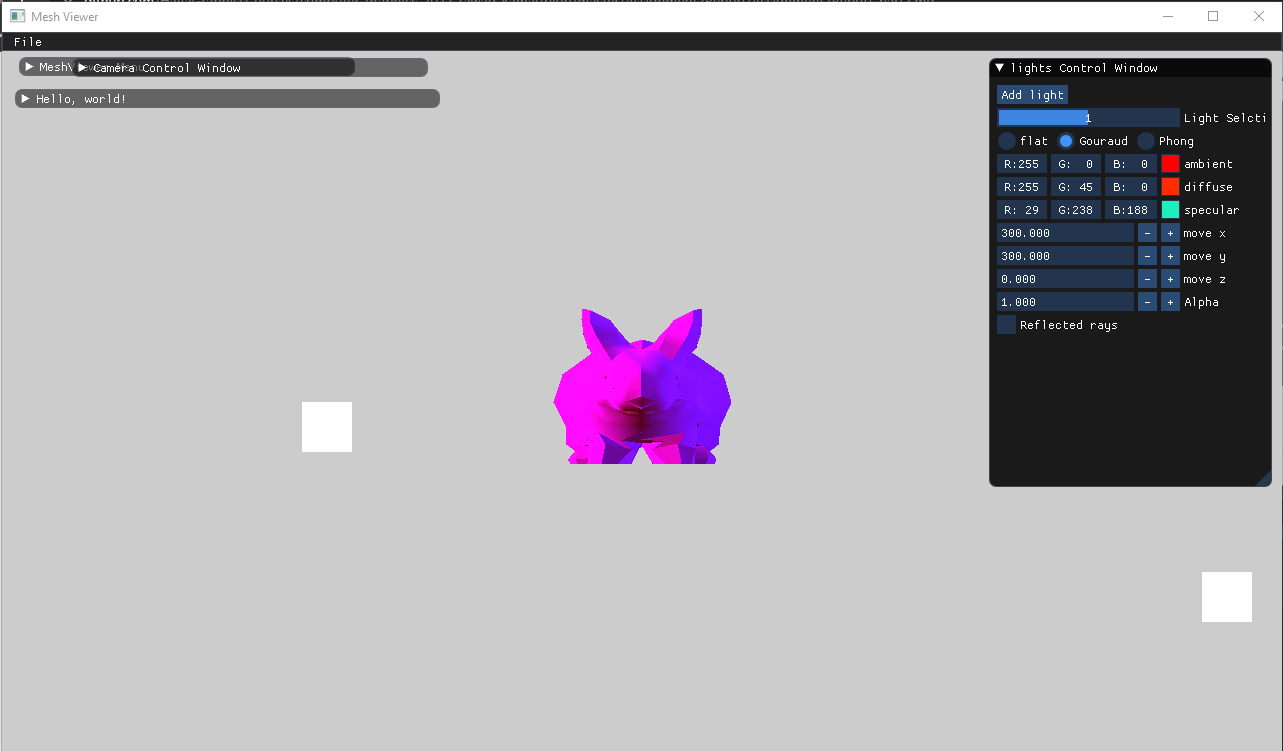 Mesh Viewer
File
MeshViewer Menu
Camera Control Window
Hello, world!
lights Control Window
Add light
1 Light Selcti
flat Gouraud Phong
R:255 G: 0 B: 0 ambient
R:255 G: 45 B: 0 diffuse
R: 29 G:238 B:188 specular
300.000 - + move x
300.000 - + move y
0.000 - + move z
1.000 - + Alpha
Reflected rays